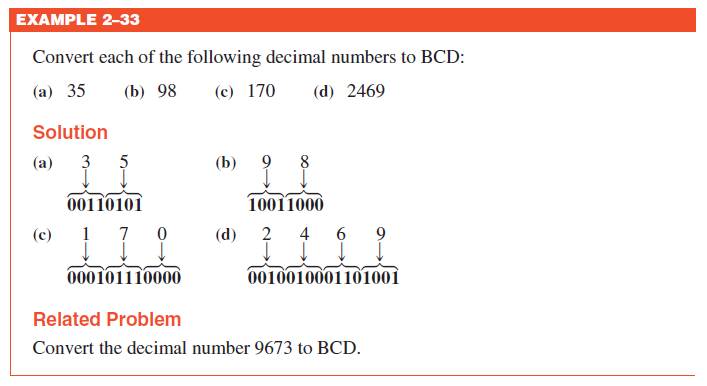 EXAMPLE 2–33
Convert each of the following decimal numbers to BCD:
(a) 35 (b) 98 (c) 170 (d) 2469
Solution
(a) 3 5 (b) 9 8
00110101 10011000
(c) 1 7 0 (d) 2 4 6 9
000101110000 0010010001101001
Related Problem
Convert the decimal number 9673 to BCD.